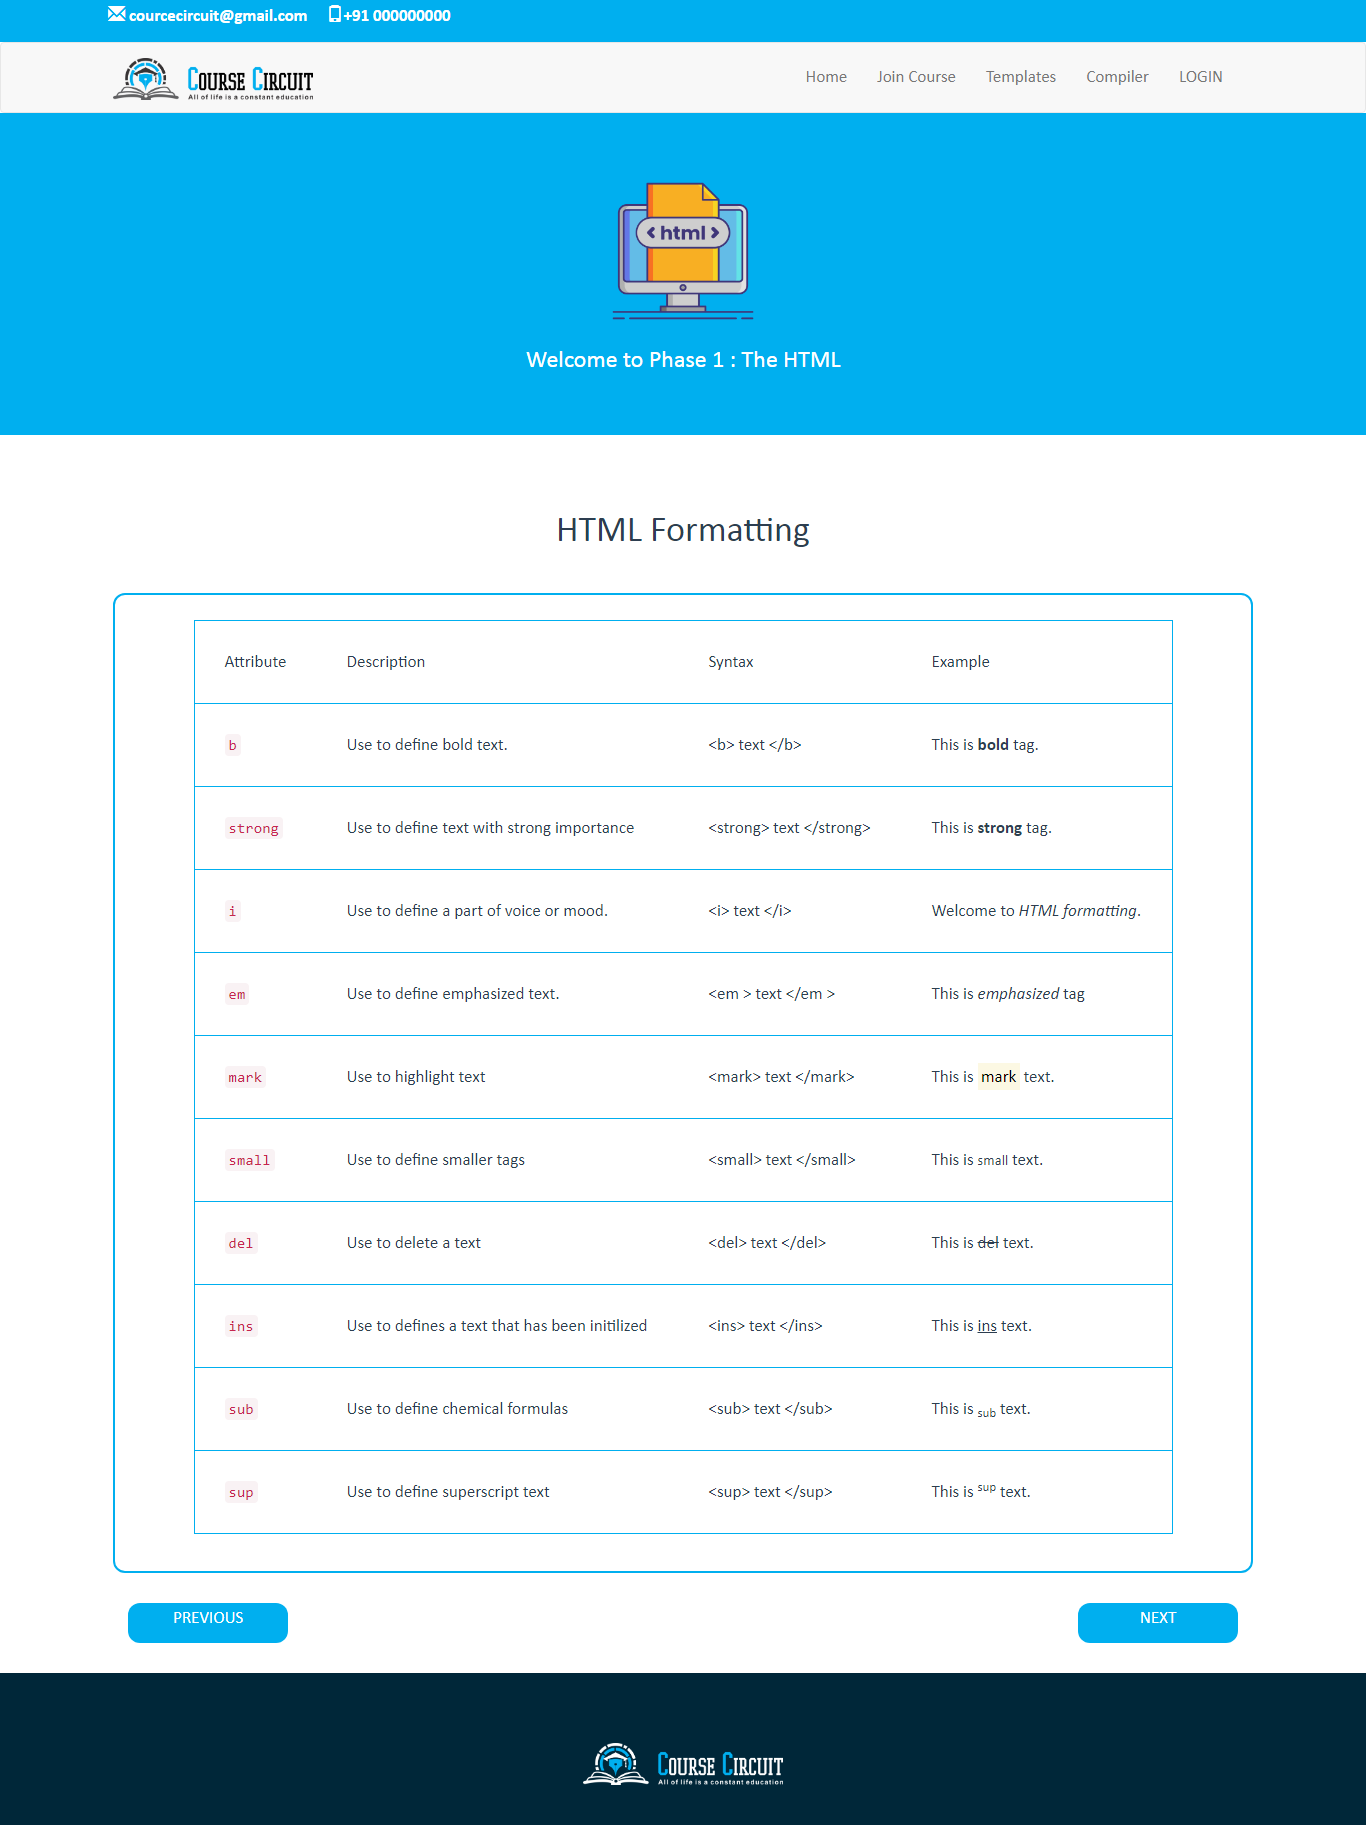 courcecircuit@gmail.com +91 000000000
COURSE CIRCUIT
All of life is a constant education
Home Join Course Templates Compiler LOGIN
<html>
Welcome to Phase 1 : The HTML
HTML Formatting
Attribute Description Syntax Example
b Use to define bold text. <b> text </b> This is bold tag.
strong Use to define text with strong importance <strong> text </strong> This is strong tag.
i Use to define a part of voice or mood. <i> text </i> Welcome to HTML formatting.
em Use to define emphasized text. <em > text </em > This is emphasized tag
mark Use to highlight text <mark> text </mark> This is mark text.
small Use to define smaller tags <small> text </small> This is small text.
del Use to delete a text <del> text </del> This is del text.
ins Use to defines a text that has been initilized <ins> text </ins> This is ins text.
sub Use to define chemical formulas <sub> text </sub> This is sub text.
sup Use to define superscript text <sup> text </sup> This is sup text.
PREVIOUS NEXT
COURSE CIRCUIT
All of life is a constant education